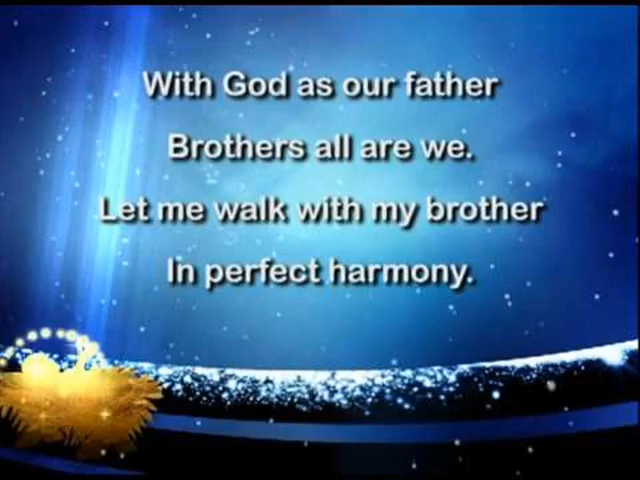 With God as our father
Brothers all are we.
Let me walk with my brother
In perfect harmony.